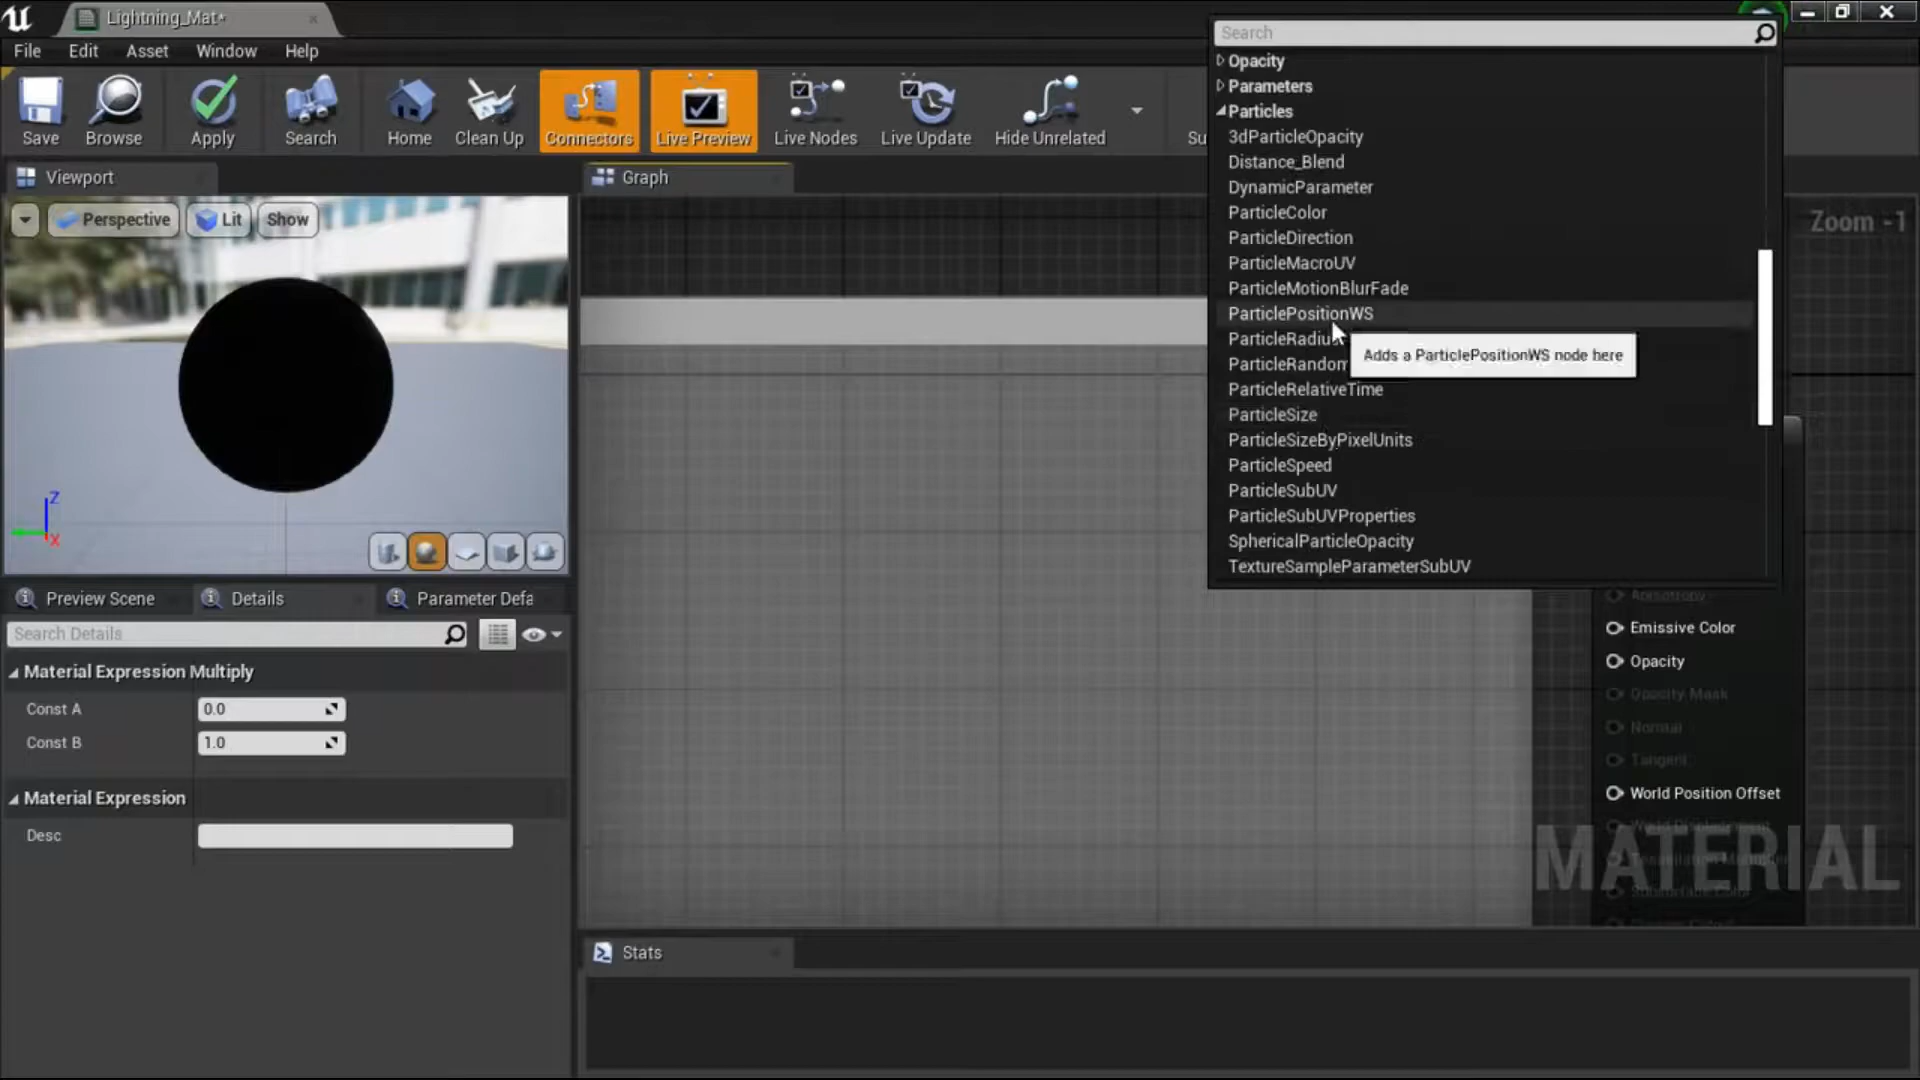 Lightning_Mat*
File Edit Asset Window Help
Save Browse Apply Search Home Clean Up Connectors Live Preview Live Nodes Live Update Hide Unrelated Su
Viewport
Perspective Lit Show
Graph
Zoom -1
Search
Opacity
Parameters
Particles
3dParticleOpacity
Distance_Blend
DynamicParameter
ParticleColor
ParticleDirection
ParticleMacroUV
ParticleMotionBlurFade
ParticlePositionWS
ParticleRadiu
Adds a ParticlePositionWS node here
ParticleRandom
ParticleRelativeTime
ParticleSize
ParticleSizeByPixelUnits
ParticleSpeed
ParticleSubUV
ParticleSubUVProperties
SphericalParticleOpacity
TextureSampleParameterSubUV
Z
X
Preview Scene Details Parameter Defa
Search Details
Material Expression Multiply
Const A 0.0
Const B 1.0
Material Expression
Desc
Anisotropy
Emissive Color
Opacity
Opacity Mask
Normal
Tangent
World Position Offset
World Displacement
MATERIAL
Stats